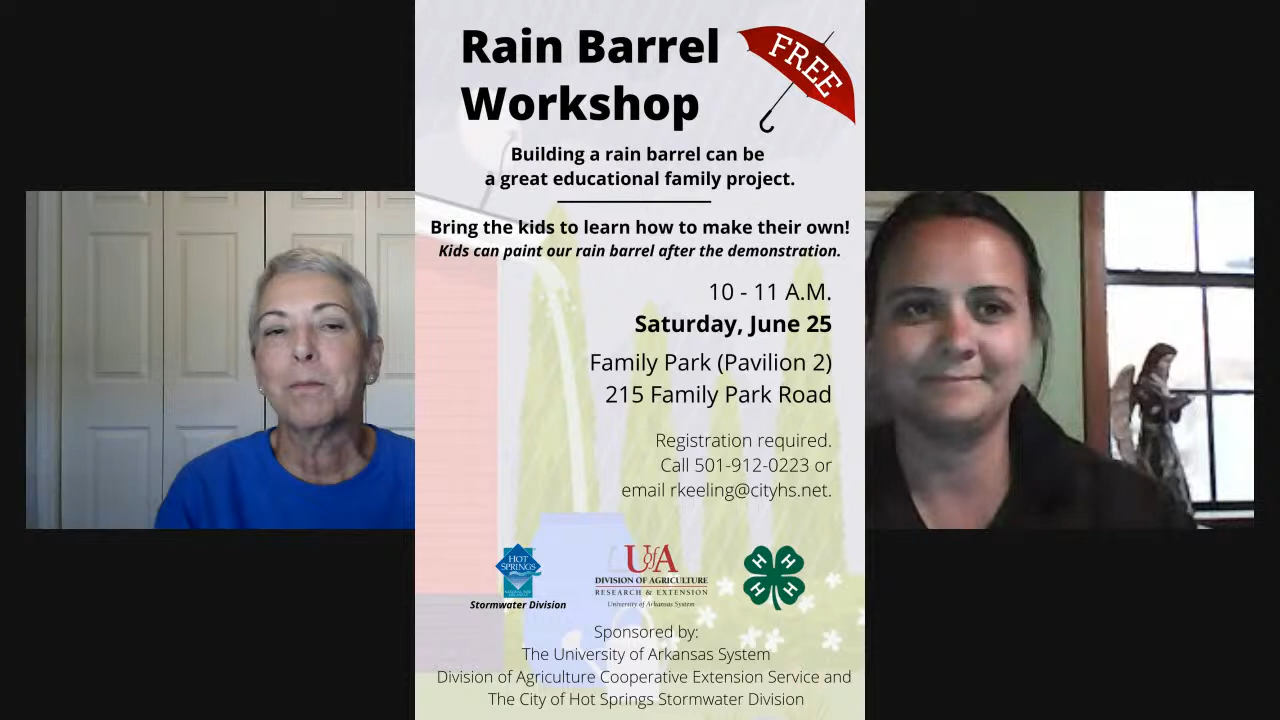 Rain Barrel
Workshop
FREE
Building a rain barrel can be
a great educational family project.
Bring the kids to learn how to make their own!
Kids can paint our rain barrel after the demonstration.
10 - 11 A.M.
Saturday, June 25
Family Park (Pavilion 2)
215 Family Park Road
Registration required.
Call 501-912-0223 or
email rkeeling@cityhs.net.
HOT
SPRINGS
Stormwater Division
UofA
DIVISION OF AGRICULTURE
RESEARCH & EXTENSION
University of Arkansas System
H H
H H
Sponsored by:
The University of Arkansas System
Division of Agriculture Cooperative Extension Service and
The City of Hot Springs Stormwater Division